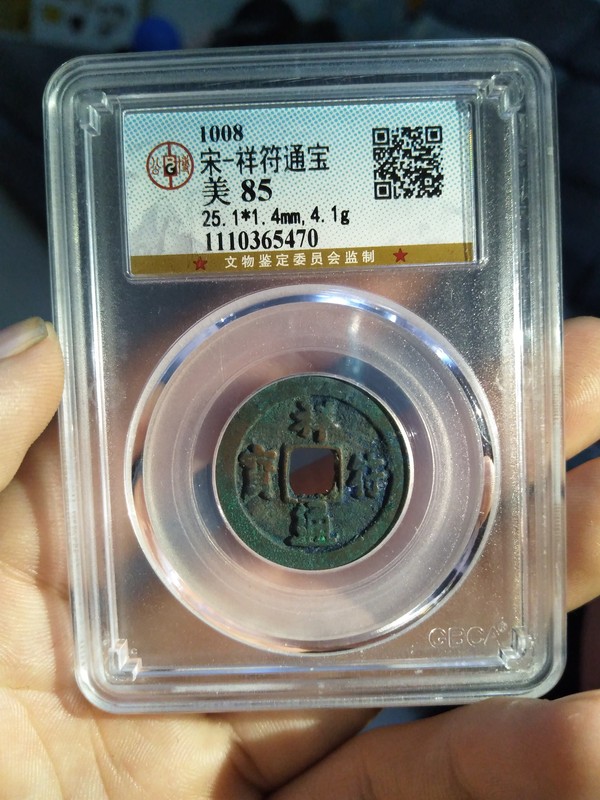 1008
宋-祥符通宝
美 85
25.1*1.4mm,4.1g
1110365470
文物鉴定委员会监制
祥符通寳
GBCA